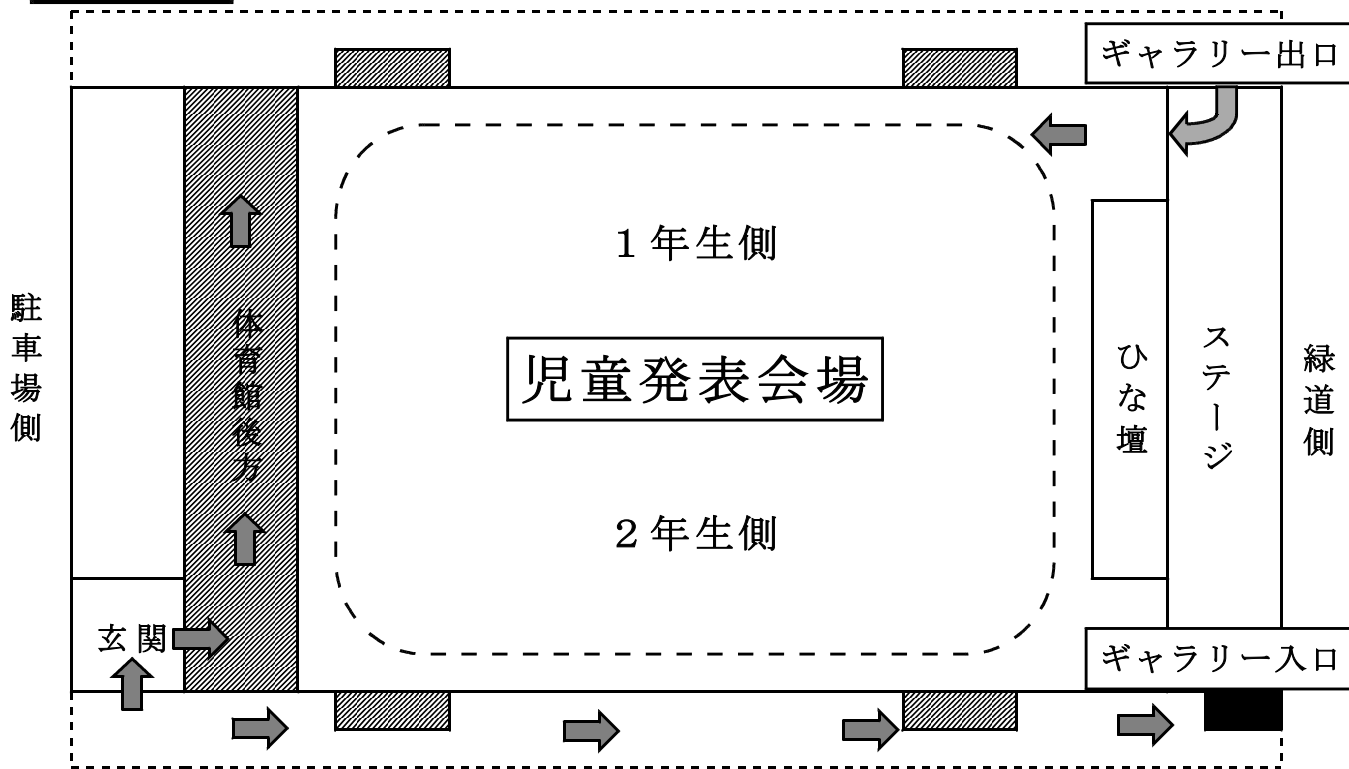 ギャラリー出口
1年生側
駐車場側
体育館後方
児童発表会場
ひな壇
ステージ
緑道側
2年生側
玄関
ギャラリー入口